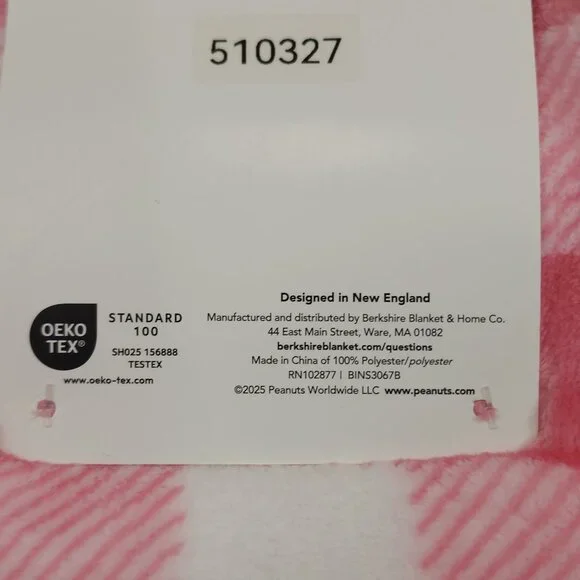 510327
OEKO
TEX®
STANDARD
100
SH025 156888
TESTEX
www.oeko-tex.com
Designed in New England
Manufactured and distributed by Berkshire Blanket & Home Co.
44 East Main Street, Ware, MA 01082
berkshireblanket.com/questions
Made in China of 100% Polyester/polyester
RN102877 | BINS3067B
©2025 Peanuts Worldwide LLC www.peanuts.com